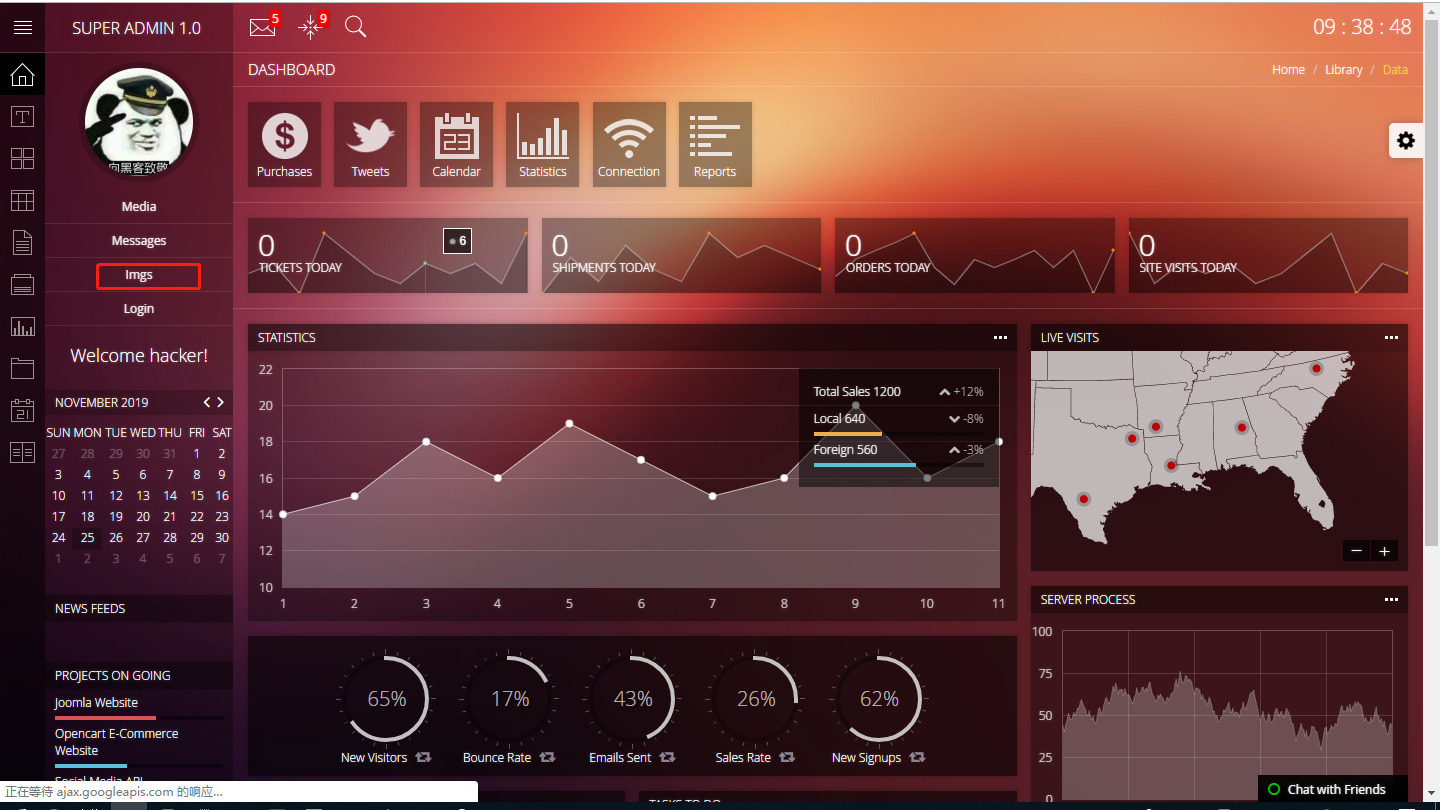 SUPER ADMIN 1.0
5
9
09 : 38 : 48
DASHBOARD
Home / Library / Data
向黑客致敬
Media
Messages
Imgs
Login
Welcome hacker!
NOVEMBER 2019
SUN MON TUE WED THU FRI SAT
27 28 29 30 31 1 2
3 4 5 6 7 8 9
10 11 12 13 14 15 16
17 18 19 20 21 22 23
24 25 26 27 28 29 30
1 2 3 4 5 6 7
NEWS FEEDS
PROJECTS ON GOING
Joomla Website
Opencart E-Commerce
Website
Social Media API
T
21
23
$
Purchases
Tweets
Calendar
Statistics
Connection
Reports
0
TICKETS TODAY
6
0
SHIPMENTS TODAY
0
ORDERS TODAY
0
SITE VISITS TODAY
STATISTICS
22
20
18
16
14
12
10
1 2 3 4 5 6 7 8 9 10 11
Total Sales 1200 +12%
Local 640 -8%
Foreign 560 -3%
LIVE VISITS
− +
SERVER PROCESS
100
75
50
25
0
65%
New Visitors
17%
Bounce Rate
43%
Emails Sent
26%
Sales Rate
62%
New Signups
TASKS TO DO
Chat with Friends
正在等待 ajax.googleapis.com 的响应...